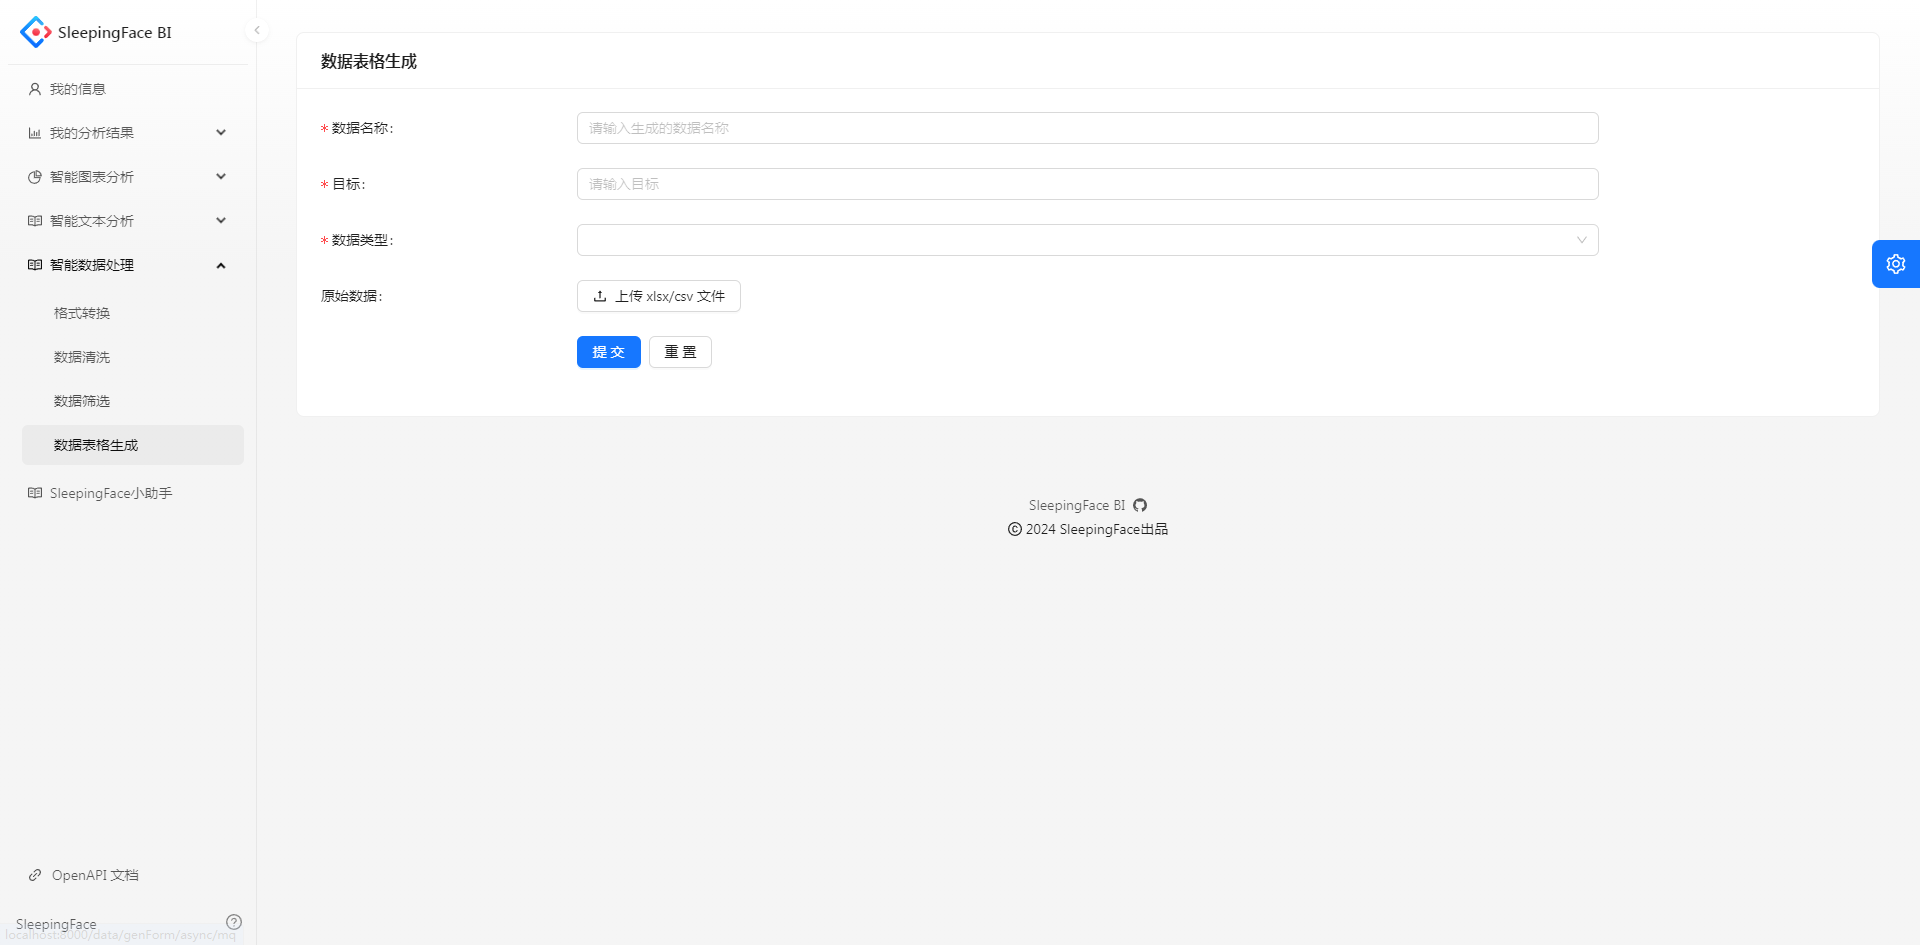 SleepingFace BI
我的信息
我的分析结果
智能图表分析
智能文本分析
智能数据处理
格式转换
数据清洗
数据筛选
数据表格生成
SleepingFace小助手
OpenAPI 文档
SleepingFace
localhost:8000/data/genForm/async/mq
数据表格生成
* 数据名称:
请输入生成的数据名称
* 目标:
请输入目标
* 数据类型:
原始数据:
上传 xlsx/csv 文件
提 交
重 置
SleepingFace BI
© 2024 SleepingFace出品